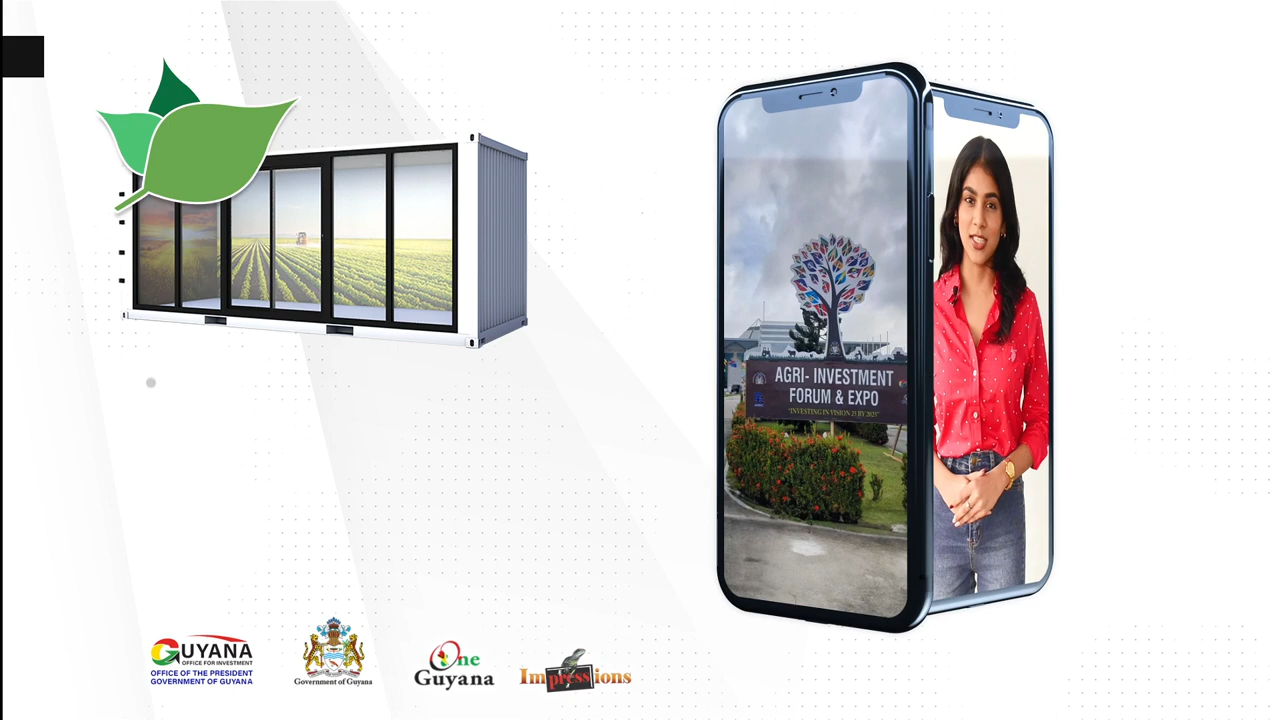 AGRI- INVESTMENT
FORUM & EXPO
"INVESTING IN VISION 25 BY 2025"
GUYANA
OFFICE FOR INVESTMENT
OFFICE OF THE PRESIDENT
GOVERNMENT OF GUYANA
Government of Guyana
One
Guyana
Impressions